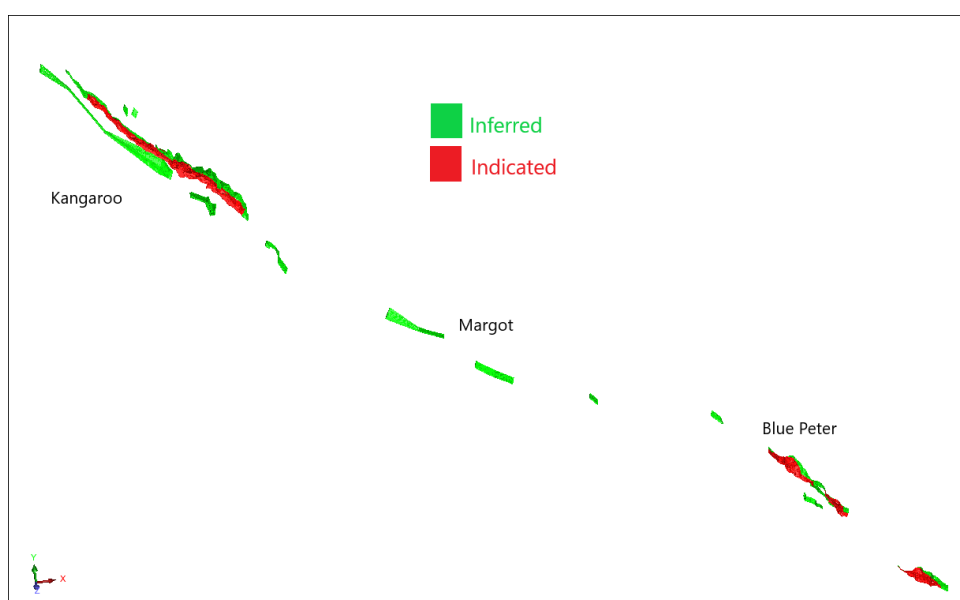 Inferred
Indicated
Kangaroo
Margot
Blue Peter
Y
X
Z